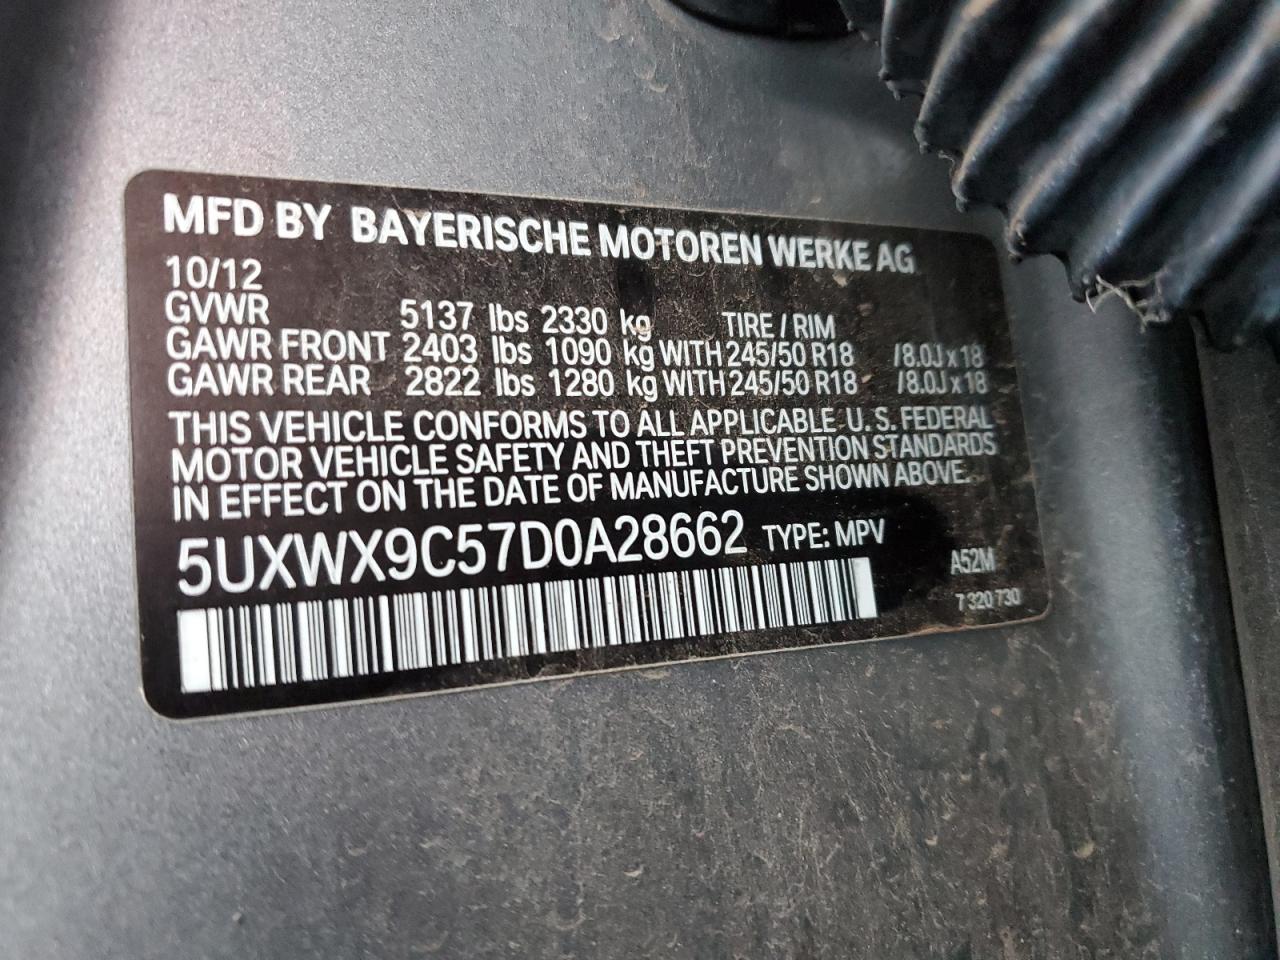 MFD BY BAYERISCHE MOTOREN WERKE AG
10/12
GVWR 5137 lbs 2330 kg TIRE / RIM
GAWR FRONT 2403 lbs 1090 kg WITH 245/50 R18 /8.0J x 18
GAWR REAR 2822 lbs 1280 kg WITH 245/50 R18 /8.0J x 18
THIS VEHICLE CONFORMS TO ALL APPLICABLE U. S. FEDERAL
MOTOR VEHICLE SAFETY AND THEFT PREVENTION STANDARDS
IN EFFECT ON THE DATE OF MANUFACTURE SHOWN ABOVE.
5UXWX9C57D0A28662 TYPE: MPV
A52M
7 320 730